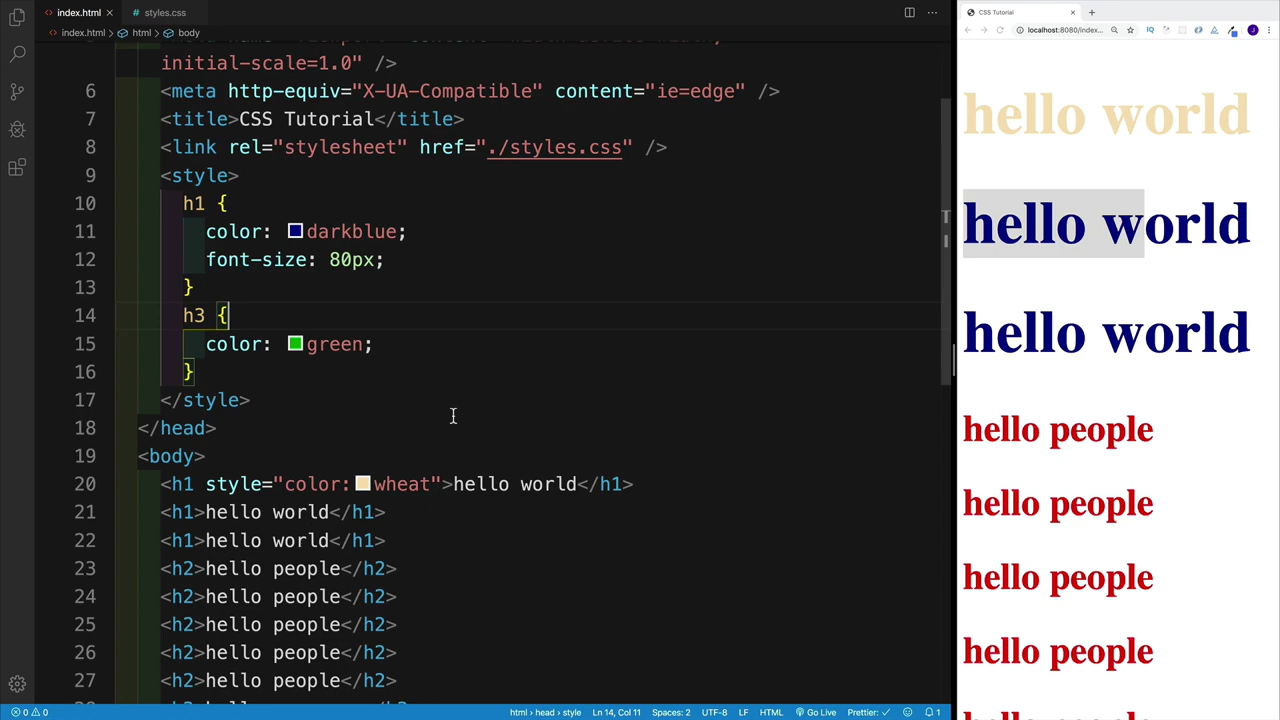 index.html × styles.css
index.html > html > body
initial-scale=1.0" />
6 <meta http-equiv="X-UA-Compatible" content="ie=edge" />
7 <title>CSS Tutorial</title>
8 <link rel="stylesheet" href="./styles.css" />
9 <style>
10 h1 {
11 color: darkblue;
12 font-size: 80px;
13 }
14 h3 {
15 color: green;
16 }
17 </style>
18 </head>
19 <body>
20 <h1 style="color: wheat">hello world</h1>
21 <h1>hello world</h1>
22 <h1>hello world</h1>
23 <h2>hello people</h2>
24 <h2>hello people</h2>
25 <h2>hello people</h2>
26 <h2>hello people</h2>
27 <h2>hello people</h2>
0 0
html > head > style Ln 14, Col 11 Spaces: 2 UTF-8 LF HTML Go Live Prettier: ✓ 1
CSS Tutorial
localhost:8080/index...
hello world
hello world
hello world
hello people
hello people
hello people
hello people